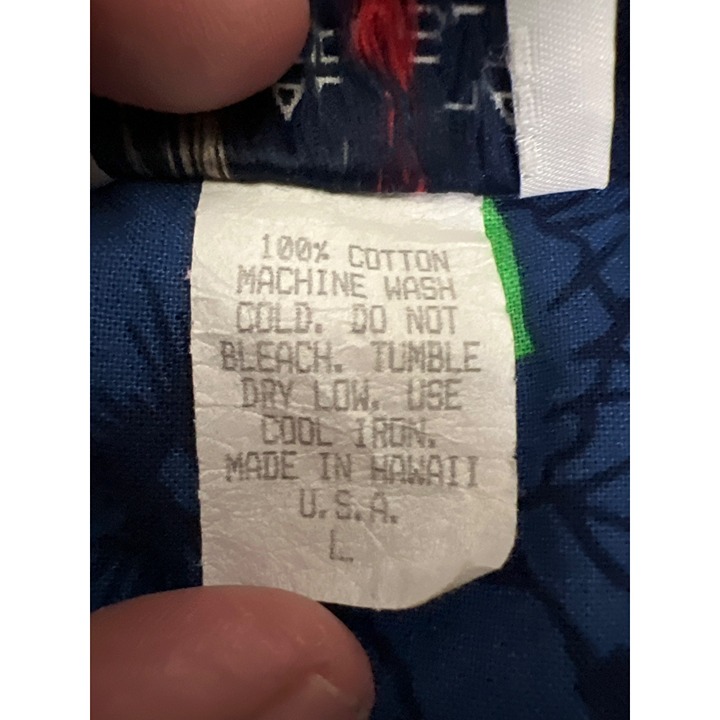 100% COTTON
MACHINE WASH
COLD. DO NOT
BLEACH. TUMBLE
DRY LOW. USE
COOL IRON.
MADE IN HAWAII
U.S.A.
L